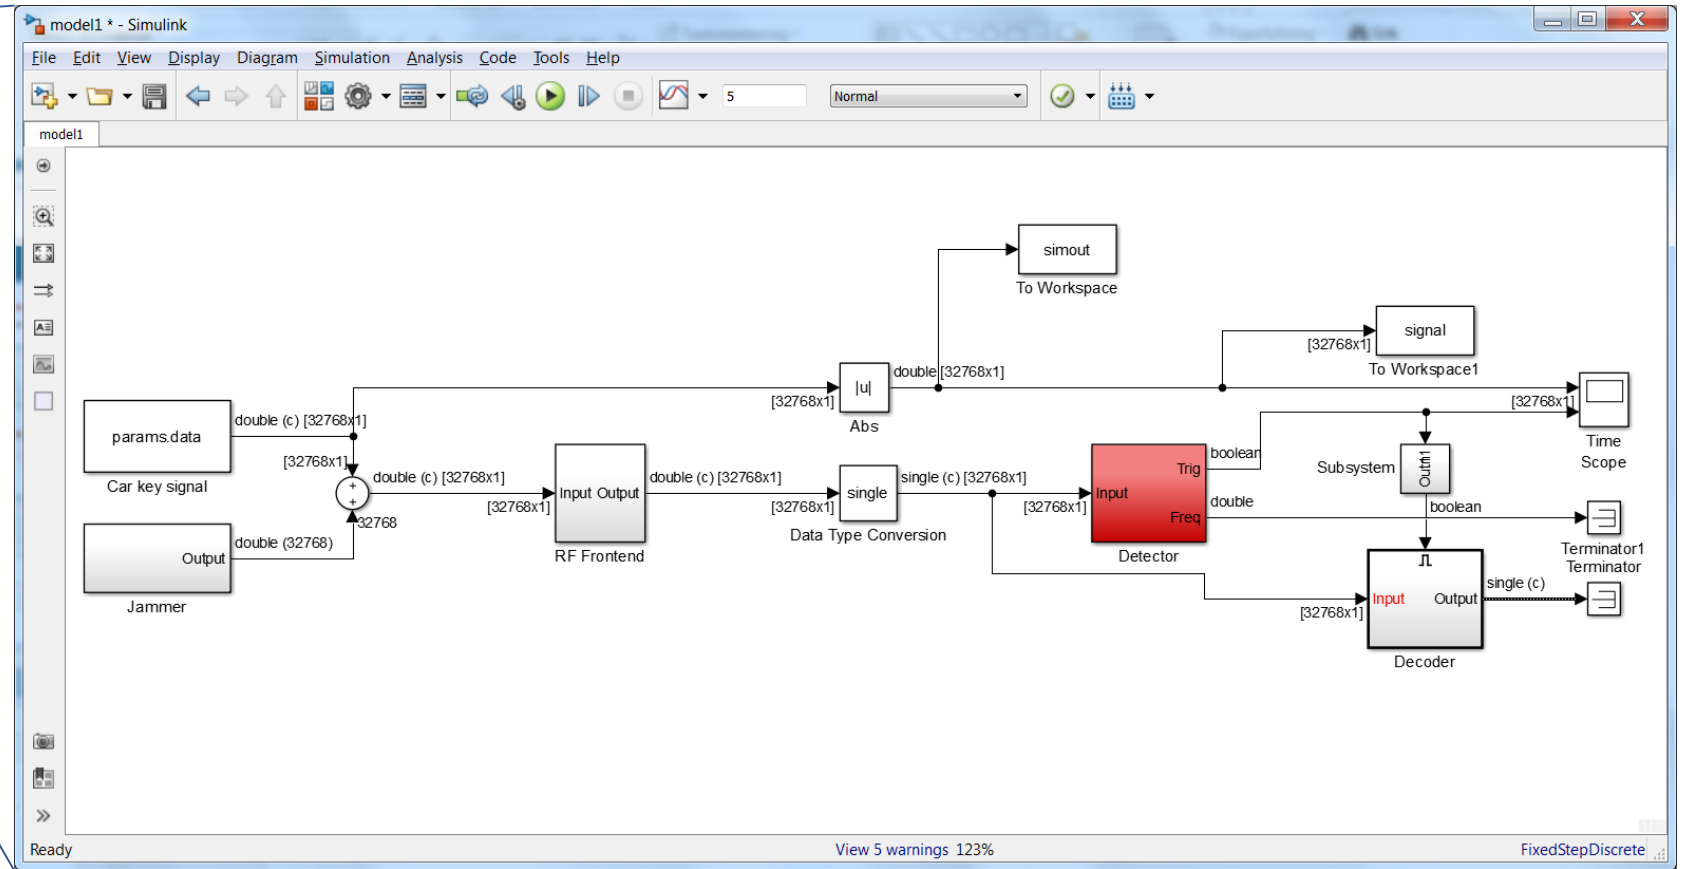 model1 * - Simulink
File Edit View Display Diagram Simulation Analysis Code Tools Help
5 Normal
model1
simout
To Workspace
signal
[32768x1]
To Workspace1
|u|
double [32768x1]
[32768x1]
Abs
[32768x1]
Time
Scope
params.data
double (c) [32768x1]
Car key signal
[32768x1]
+
+
double (c) [32768x1]
[32768x1]
32768
Output
double (32768)
Jammer
Input Output
RF Frontend
double (c) [32768x1]
[32768x1]
single
Data Type Conversion
single (c) [32768x1]
[32768x1]
Input
Trig
Freq
Detector
boolean
double
Subsystem
boolean
Terminator1
Terminator
[32768x1]
Input Output
Decoder
single (c)
Ready
View 5 warnings 123%
FixedStepDiscrete